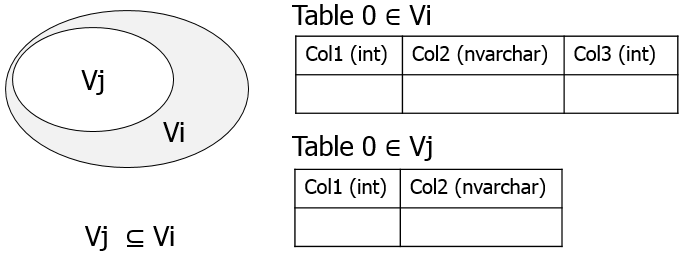 Vj
Vi
Vj ⊆ Vi
Table 0 ∈ Vi
Col1 (int) Col2 (nvarchar) Col3 (int)
Table 0 ∈ Vj
Col1 (int) Col2 (nvarchar)